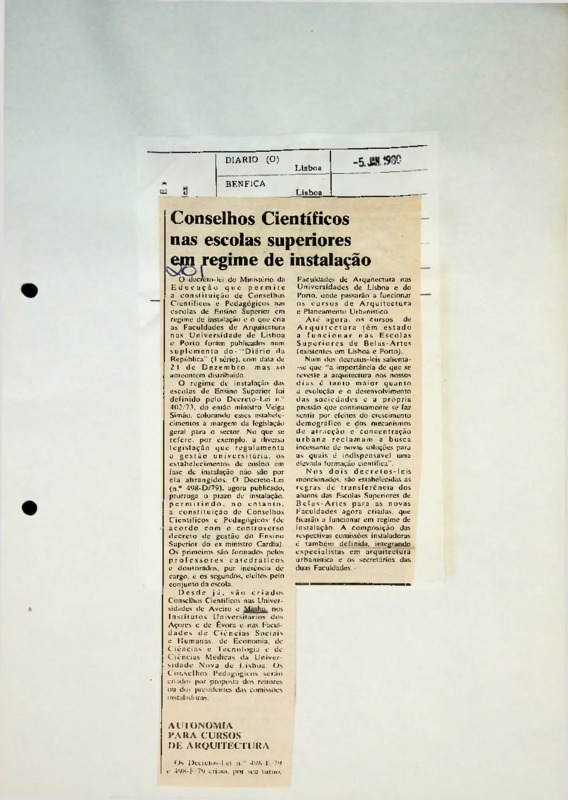 DIARIO (O)
Lisboa
-5. JAN. 1980
BENFICA
Lisboa
Conselhos Científicos
nas escolas superiores
em regime de instalação
O decreto-lei do Ministério da
Educação que permite
a constituição de Conselhos
Científicos e Pedagógicos nas
escolas de Ensino Superior em
regime de instalação e o que cria
as Faculdades de Arquitectura
nas Universidade de Lisboa
e Porto foram publicados num
suplemento do "Diário da
República" (I série), com data de
21 de Dezembro, mas só
anteontem distribuído.
O regime de instalação das
escolas de Ensino Superior foi
definido pelo Decreto-Lei n.º
402/73, do então ministro Veiga
Simão, colocando esses estabele-
cimentos à margem da legislação
geral para o sector. No que se
refere, por exemplo, à diversa
legislação que regulamenta
a gestão universitária, os
estabelecimentos de ensino em
fase de instalação não são por
ela abrangidos. O Decreto-Lei
(n.º 498-D/79), agora publicado,
prorroga o prazo de instalação,
permitindo, no entanto,
a constituição de Conselhos
Científicos e Pedagógicos (de
acordo com o controverso
decreto de gestão do Ensino
Superior do ex-ministro Cardia).
Os primeiros são formados pelos
professores catedráticos
e doutorados, por inerência de
cargo, e os segundos, eleitos pelo
conjunto da escola.
Desde já, são criados
Conselhos Científicos nas Univer-
sidades de Aveiro e Minho, nos
Institutos Universitários dos
Açores e de Évora e nas Facul-
dades de Ciências Sociais
e Humanas, de Economia, de
Ciências e Tecnologia e de
Ciências Médicas da Univer-
sidade Nova de Lisboa. Os
Conselhos Pedagógicos serão
criados por proposta dos reitores
ou dos presidentes das comissões
instaladoras.
AUTONOMIA
PARA CURSOS
DE ARQUITECTURA
Os Decretos-Lei n.º 498-E/79
e 498-F/79 criam, por seu turno,
Faculdades de Arquitectura nas
Universidades de Lisboa e do
Porto, onde passarão a funcionar
os cursos de Arquitectura
e Planeamento Urbanístico.
Até agora, os cursos de
Arquitectura têm estado
a funcionar nas Escolas
Superiores de Belas-Artes
(existentes em Lisboa e Porto).
Num dos decretos-leis salienta-
-se que "a importância de que se
reveste a arquitectura nos nossos
dias é tanto maior quanto
a evolução e o desenvolvimento
das sociedades e a própria
pressão que continuamente se faz
sentir por efeitos do crescimento
demográfico e dos mecanismos
de atracção e concentração
urbana reclamam a busca
incessante de novas soluções para
as quais é indispensável uma
elevada formação científica".
Nos dois decretos-leis
mencionados, são estabelecidas as
regras de transferência dos
alunos das Escolas Superiores de
Belas-Artes para as novas
Faculdades agora criadas, que
ficarão a funcionar em regime de
instalação. A composição das
respectivas comissões instaladoras
é também definida, integrando
especialistas em arquitectura
urbanística e os secretários das
duas Faculdades.